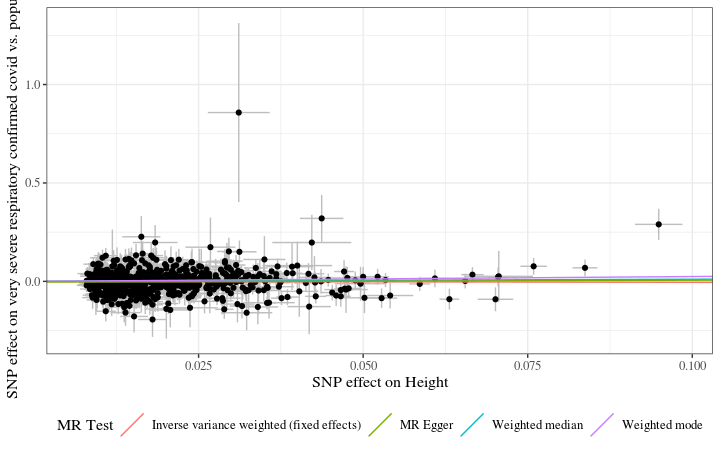 SNP effect on very severe respiratory confirmed covid vs. popu
1.0
0.5
0.0
0.025
0.050
0.075
0.100
SNP effect on Height
MR Test
Inverse variance weighted (fixed effects)
MR Egger
Weighted median
Weighted mode